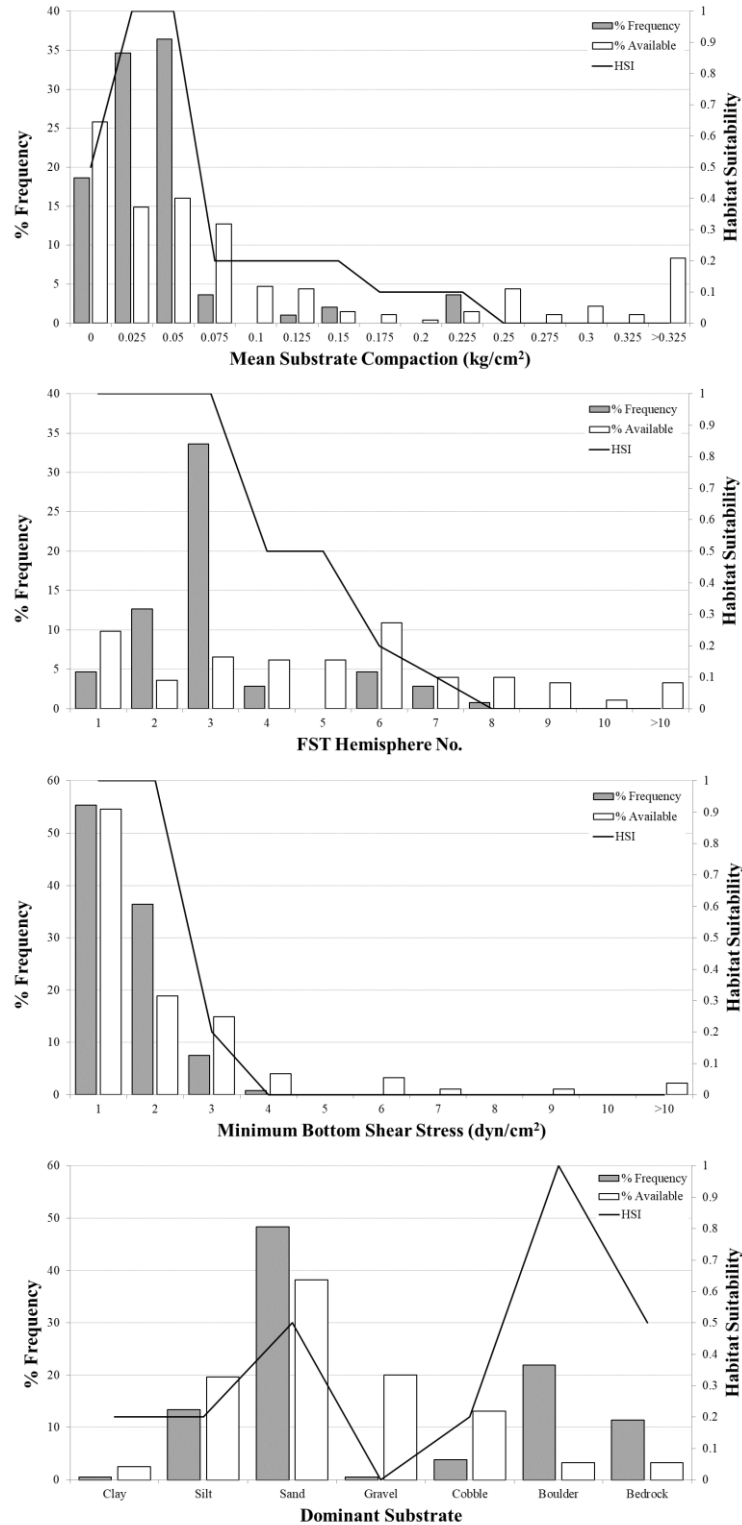 40
35
30
25
20
15
10
5
0
% Frequency
1
0.9
0.8
0.7
0.6
0.5
0.4
0.3
0.2
0.1
0
Habitat Suitability
% Frequency
% Available
HSI
0 0.025 0.05 0.075 0.1 0.125 0.15 0.175 0.2 0.225 0.25 0.275 0.3 0.325 >0.325
Mean Substrate Compaction (kg/cm²)
40
35
30
25
20
15
10
5
0
% Frequency
1
0.9
0.8
0.7
0.6
0.5
0.4
0.3
0.2
0.1
0
Habitat Suitability
% Frequency
% Available
HSI
1 2 3 4 5 6 7 8 9 10 >10
FST Hemisphere No.
60
50
40
30
20
10
0
% Frequency
1
0.9
0.8
0.7
0.6
0.5
0.4
0.3
0.2
0.1
0
Habitat Suitability
% Frequency
% Available
HSI
1 2 3 4 5 6 7 8 9 10 >10
Minimum Bottom Shear Stress (dyn/cm²)
60
50
40
30
20
10
0
% Frequency
1
0.9
0.8
0.7
0.6
0.5
0.4
0.3
0.2
0.1
0
Habitat Suitability
% Frequency
% Available
HSI
Clay Silt Sand Gravel Cobble Boulder Bedrock
Dominant Substrate